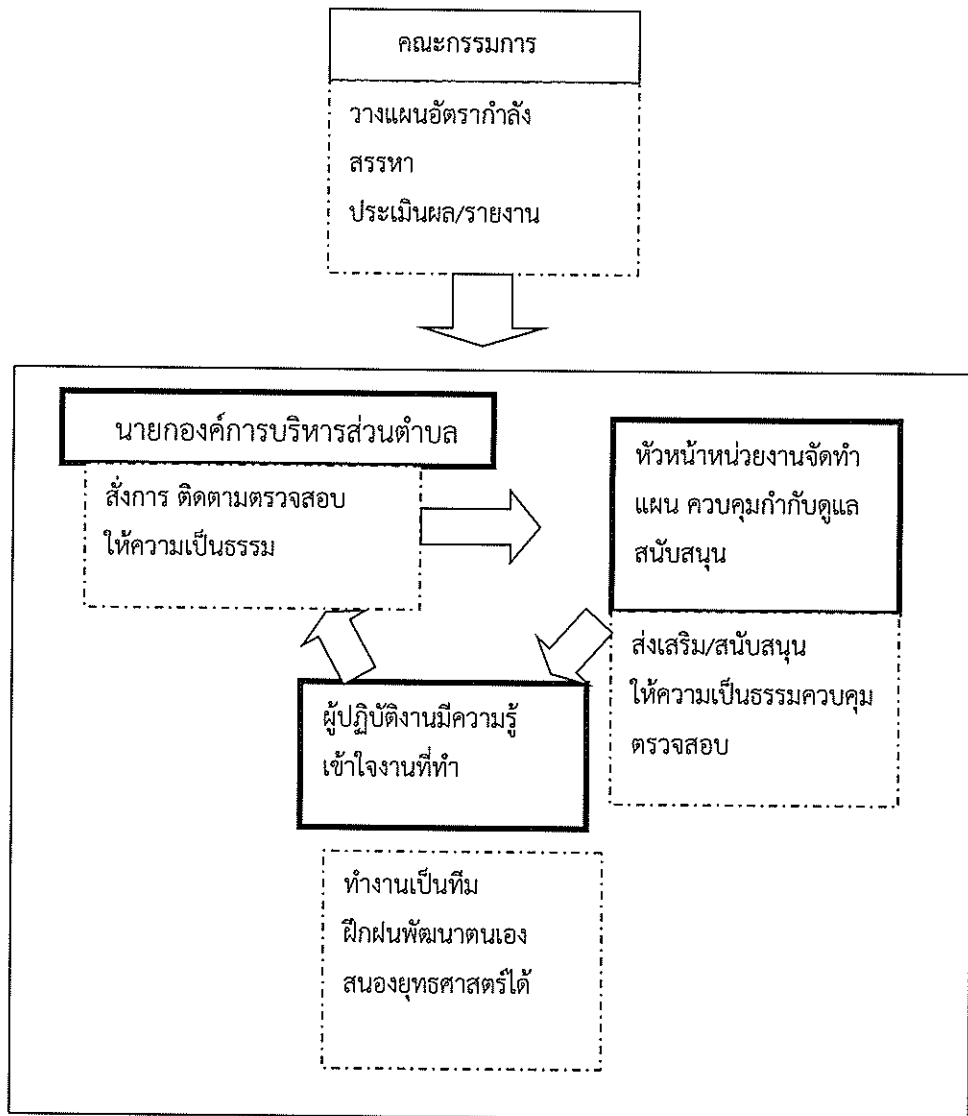 คณะกรรมการ
วางแผนอัตรากำลัง
สรรหา
ประเมินผล/รายงาน
นายกองค์การบริหารส่วนตำบล
สั่งการ ติดตามตรวจสอบ
ให้ความเป็นธรรม
หัวหน้าหน่วยงานจัดทำ
แผน ควบคุมกำกับดูแล
สนับสนุน
ส่งเสริม/สนับสนุน
ให้ความเป็นธรรมควบคุม
ตรวจสอบ
ผู้ปฏิบัติงานมีความรู้
เข้าใจงานที่ทำ
ทำงานเป็นทีม
ฝึกฝนพัฒนาตนเอง
สนองยุทธศาสตร์ได้